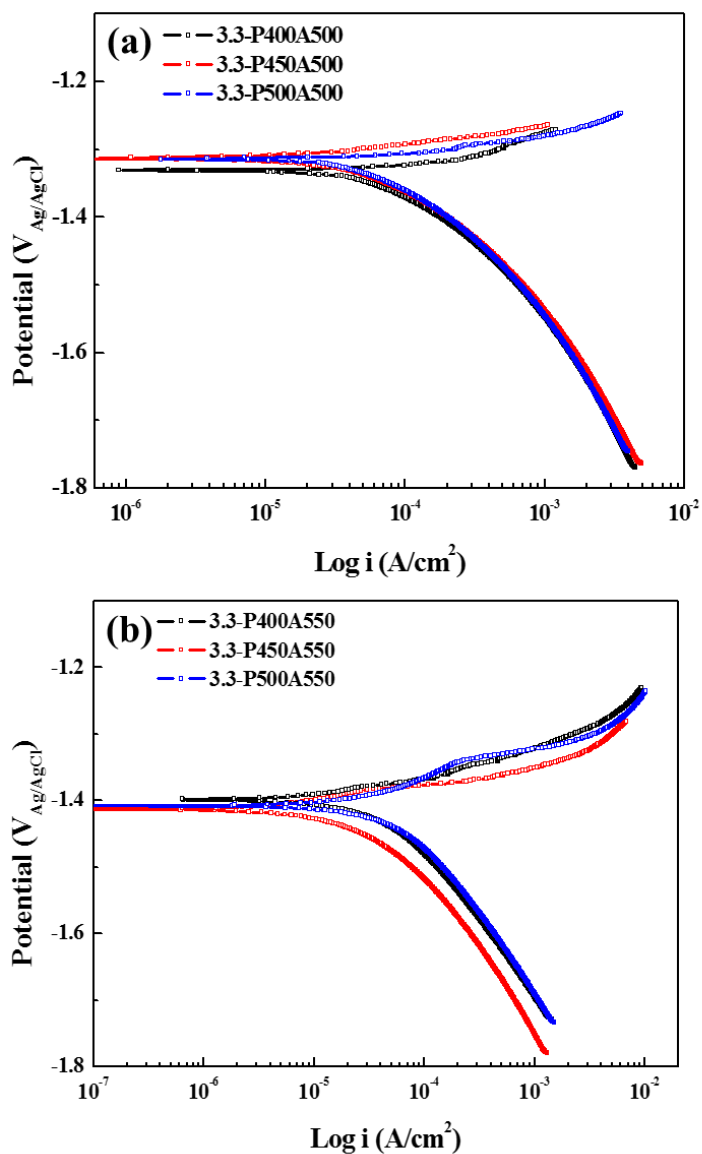 (a)
3.3-P400A500
3.3-P450A500
3.3-P500A500
-1.2
-1.4
-1.6
-1.8
Potential (V Ag/AgCl)
10-6
10-5
10-4
10-3
10-2
Log i (A/cm2)
(b)
3.3-P400A550
3.3-P450A550
3.3-P500A550
-1.2
-1.4
-1.6
-1.8
Potential (V Ag/AgCl)
10-7
10-6
10-5
10-4
10-3
10-2
Log i (A/cm2)